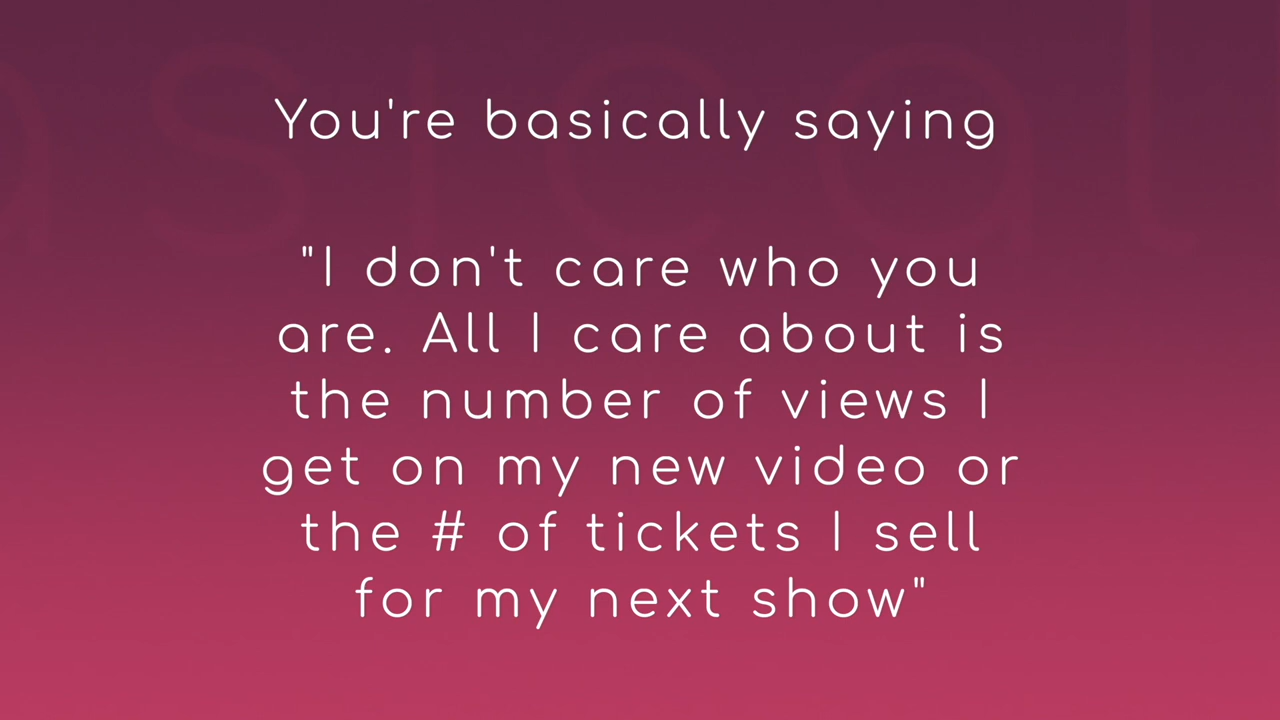 You're basically saying
"I don't care who you
are. All I care about is
the number of views I
get on my new video or
the # of tickets I sell
for my next show"